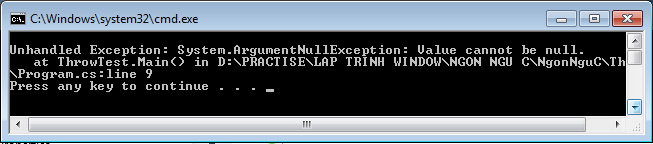 C:\Windows\system32\cmd.exe
Unhandled Exception: System.ArgumentNullException: Value cannot be null.
   at ThrowTest.Main() in D:\PRACTISE\LAP TRINH WINDOW\NGON NGU C\NgonNguC\Th
\Program.cs:line 9
Press any key to continue . . . _